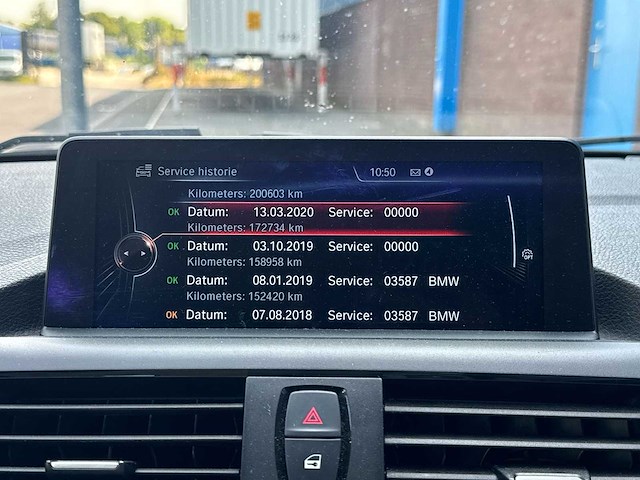 Service historie 10:50
Kilometers: 200603 km
OK Datum: 13.03.2020 Service: 00000
Kilometers: 172734 km
OK Datum: 03.10.2019 Service: 00000
Kilometers: 158958 km
OK Datum: 08.01.2019 Service: 03587 BMW
Kilometers: 152420 km
OK Datum: 07.08.2018 Service: 03587 BMW
OPT